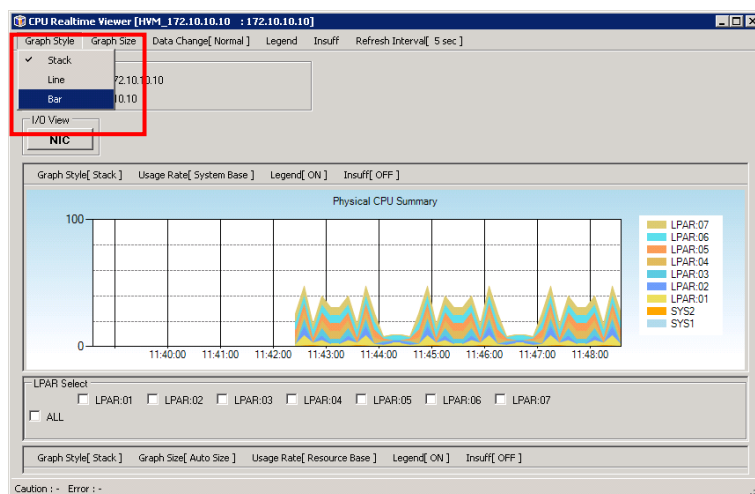 CPU Realtime Viewer [HVM_172.10.10.10 : 172.10.10.10]
Graph Style Graph Size Data Change[ Normal ] Legend Insuff Refresh Interval[ 5 sec ]
Stack
Line
72.10.10.10
Bar
10.10
I/O View
NIC
Graph Style[ Stack ] Usage Rate[ System Base ] Legend[ ON ] Insuff[ OFF ]
Physical CPU Summary
100
0
11:40:00 11:41:00 11:42:00 11:43:00 11:44:00 11:45:00 11:46:00 11:47:00 11:48:00
LPAR:07
LPAR:06
LPAR:05
LPAR:04
LPAR:03
LPAR:02
LPAR:01
SYS2
SYS1
LPAR Select
LPAR:01 LPAR:02 LPAR:03 LPAR:04 LPAR:05 LPAR:06 LPAR:07
ALL
Graph Style[ Stack ] Graph Size[ Auto Size ] Usage Rate[ Resource Base ] Legend[ ON ] Insuff[ OFF ]
Caution : - Error : -